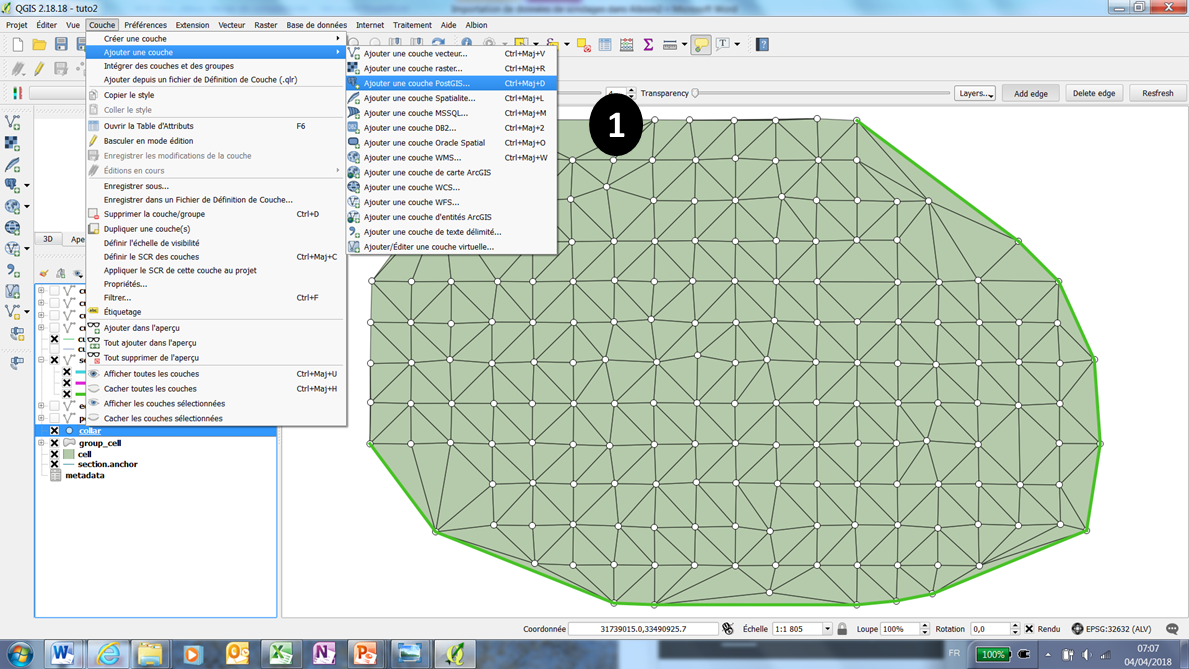 QGIS 2.18.18 - tuto2
Projet Éditer Vue Couche Préférences Extension Vecteur Raster Base de données Internet Traitement Aide Albion
Créer une couche
Ajouter une couche
Intégrer des couches et des groupes
Ajouter depuis un fichier de Définition de Couche (.qlr)
Copier le style
Coller le style
Ouvrir la Table d'Attributs F6
Basculer en mode édition
Enregistrer les modifications de la couche
Éditions en cours
Enregistrer sous...
Enregistrer dans un Fichier de Définition de Couche...
Supprimer la couche/groupe Ctrl+D
Dupliquer une couche(s)
Définir l'échelle de visibilité
Définir le SCR des couches Ctrl+Maj+C
Appliquer le SCR de cette couche au projet
Propriétés...
Filtrer... Ctrl+F
Étiquetage
Ajouter dans l'aperçu
Tout ajouter dans l'aperçu
Tout supprimer de l'aperçu
Afficher toutes les couches Ctrl+Maj+U
Cacher toutes les couches Ctrl+Maj+H
Afficher les couches sélectionnées
Cacher les couches sélectionnées
Ajouter une couche vecteur... Ctrl+Maj+V
Ajouter une couche raster... Ctrl+Maj+R
Ajouter une couche PostGIS... Ctrl+Maj+D
Ajouter une couche Spatialite... Ctrl+Maj+L
Ajouter une couche MSSQL... Ctrl+Maj+M
Ajouter une couche DB2... Ctrl+Maj+2
Ajouter une couche Oracle Spatial Ctrl+Maj+O
Ajouter une couche WMS... Ctrl+Maj+W
Ajouter une couche de carte ArcGIS
Ajouter une couche WCS...
Ajouter une couche WFS...
Ajouter une couche d'entités ArcGIS
Ajouter une couche de texte délimité...
Ajouter/Éditer une couche virtuelle...
1
Transparency Layers... Add edge Delete edge Resfresh
3D Ape
collar
group_cell
cell
section.anchor
metadata
Coordonnée 31739015.0,33490925.7 Échelle 1:1 805 Loupe 100% Rotation 0,0 Rendu EPSG:32632 (ALV)
FR 100% 07:07
04/04/2018